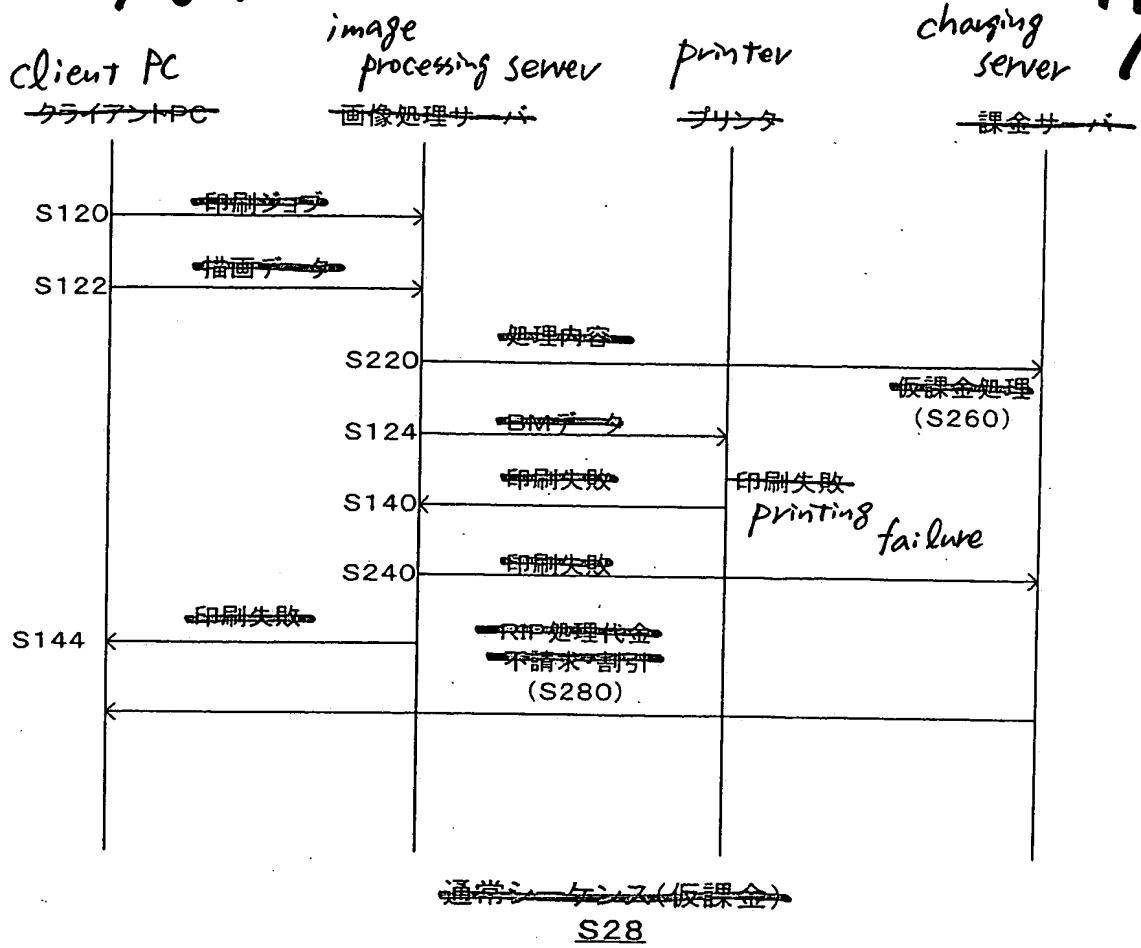 image
charging
client PC
processing server
printer
server
クライアントPC
画像処理サーバ
プリンタ
課金サーバ
印刷ジョブ
S120
描画データ
S122
処理内容
S220
仮課金処理
(S260)
BMデータ
S124
印刷失敗
印刷失敗
S140
printing
failure
印刷失敗
S240
印刷失敗
S144
RIP処理代金
不請求・割引
(S280)
通常シーケンス(仮課金)
S28